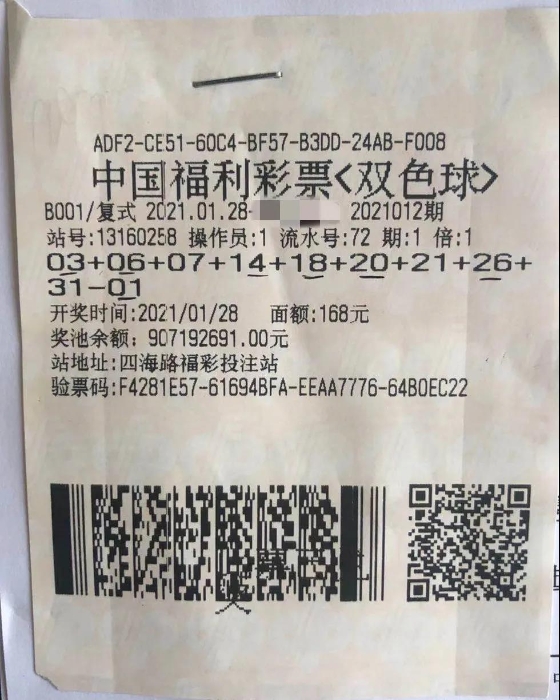 ADF2-CE51-60C4-BF57-B3DD-24AB-F008
中国福利彩票<双色球>
B001/复式 2021.01.28- 2021012期
站号:13160258 操作员:1 流水号:72 期:1 倍:1
03+06+07+14+18+20+21+26+
31-01
开奖时间:2021/01/28 面额:168元
奖池余额: 907192691.00元
站地址:四海路福彩投注站
验票码:F4281E57-61694BFA-EEAA7776-64B0EC22